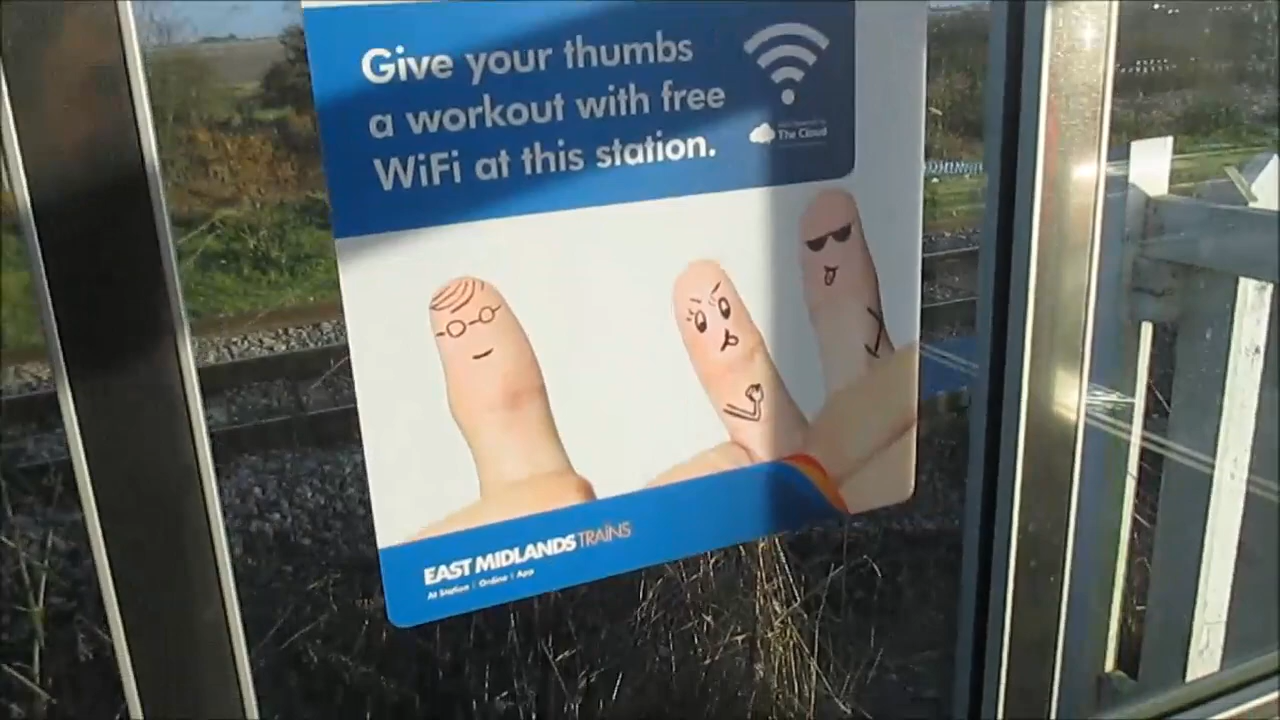 Give your thumbs
a workout with free
WiFi at this station.
The Cloud
EAST MIDLANDS TRAINS
At Station | Online | App